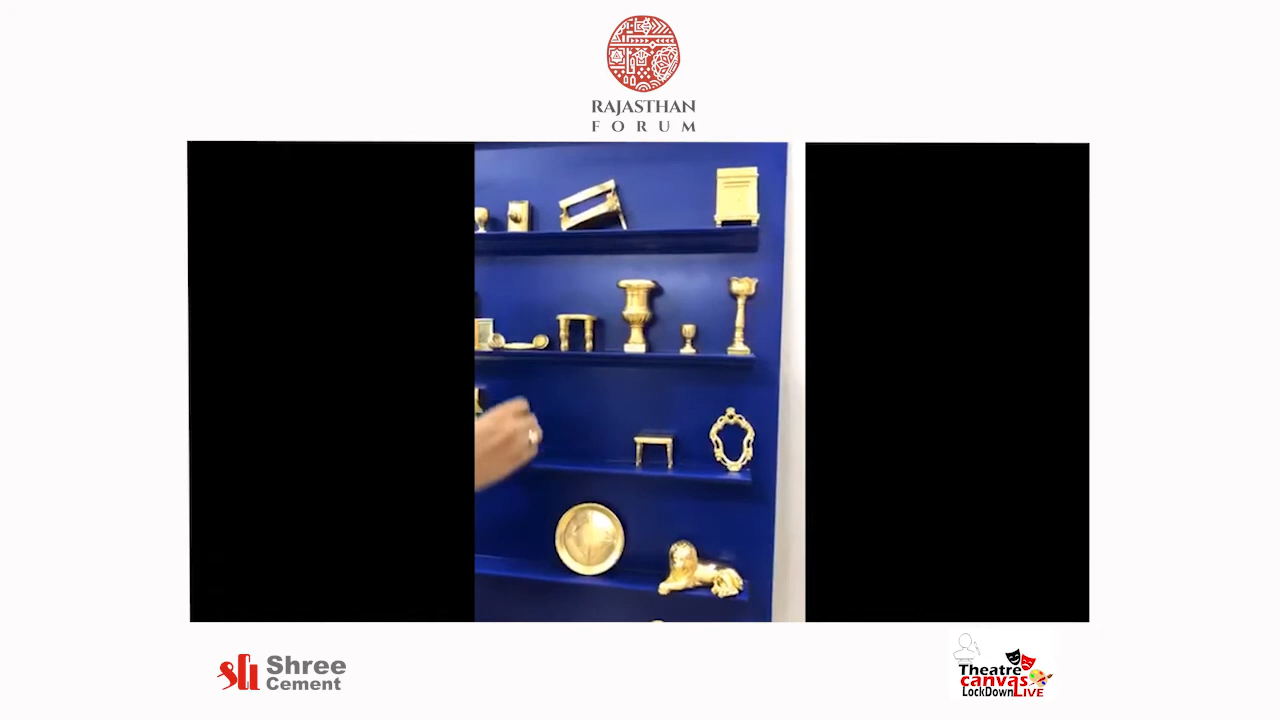 RAJASTHAN
FORUM
Shree
Cement
Theatre
canvas
LockDown LIVE